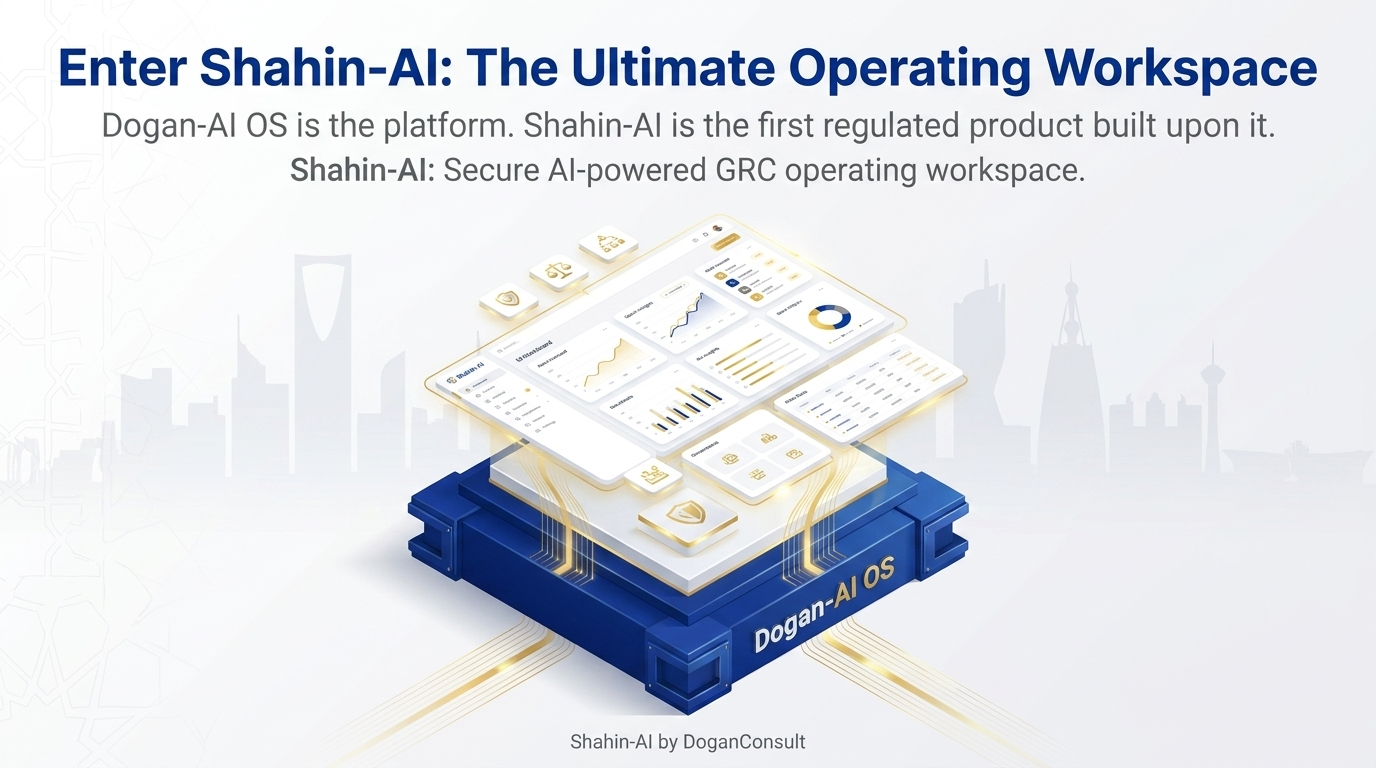 Enter Shahin-AI: The Ultimate Operating Workspace
Dogan-AI OS is the platform. Shahin-AI is the first regulated product built upon it.
Shahin-AI: Secure AI-powered GRC operating workspace.
Shahin AI
Dogan-AI OS
Shahin-AI by DoganConsult